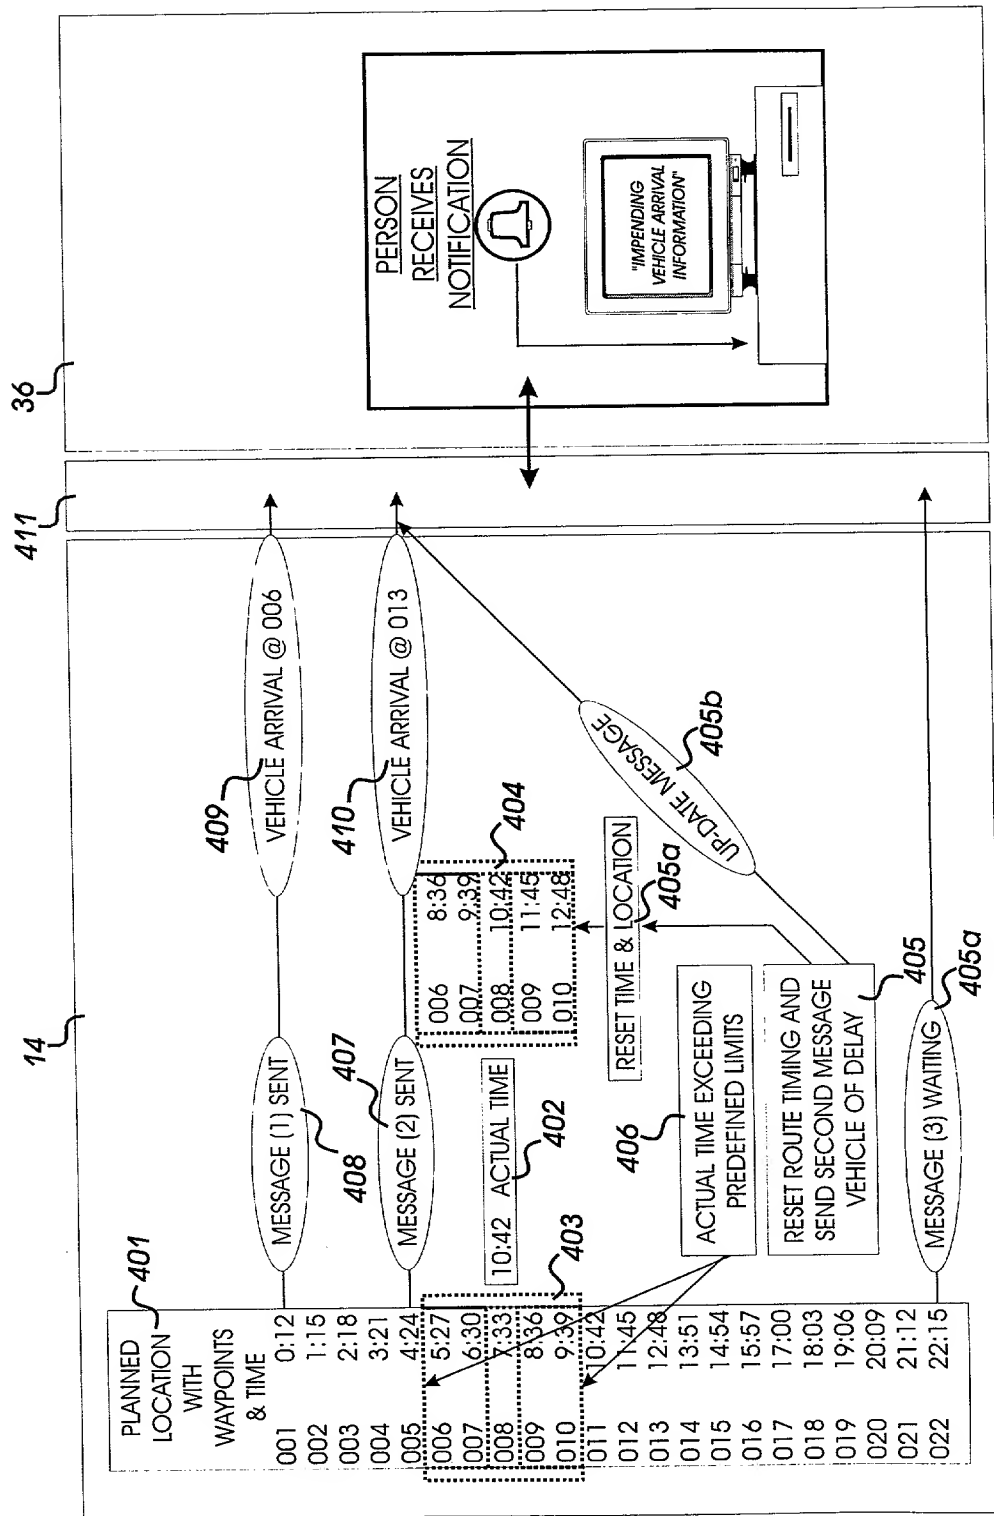 14
411
36
401
PLANNED
LOCATION
WITH
WAYPOINTS
& TIME
001 0:12
002 1:15
003 2:18
004 3:21
005 4:24
006 5:27
007 6:30
008 7:33
009 8:36
010 9:39
011 10:42
012 11:45
013 12:48
014 13:51
015 14:54
016 15:57
017 17:00
018 18:03
019 19:06
020 20:09
021 21:12
022 22:15
403
MESSAGE (1) SENT
408
VEHICLE ARRIVAL @ 006
409
MESSAGE (2) SENT
407
VEHICLE ARRIVAL @ 013
410
10:42 ACTUAL TIME
402
006 8:36
007 9:39
008 10:42
009 11:45
010 12:48
404
RESET TIME & LOCATION
405a
ACTUAL TIME EXCEEDING
PREDEFINED LIMITS
406
RESET ROUTE TIMING AND
SEND SECOND MESSAGE
VEHICLE OF DELAY
405
UP-DATE MESSAGE
405b
MESSAGE (3) WAITING
405a
PERSON
RECEIVES
NOTIFICATION
"IMPENDING
VEHICLE ARRIVAL
INFORMATION"